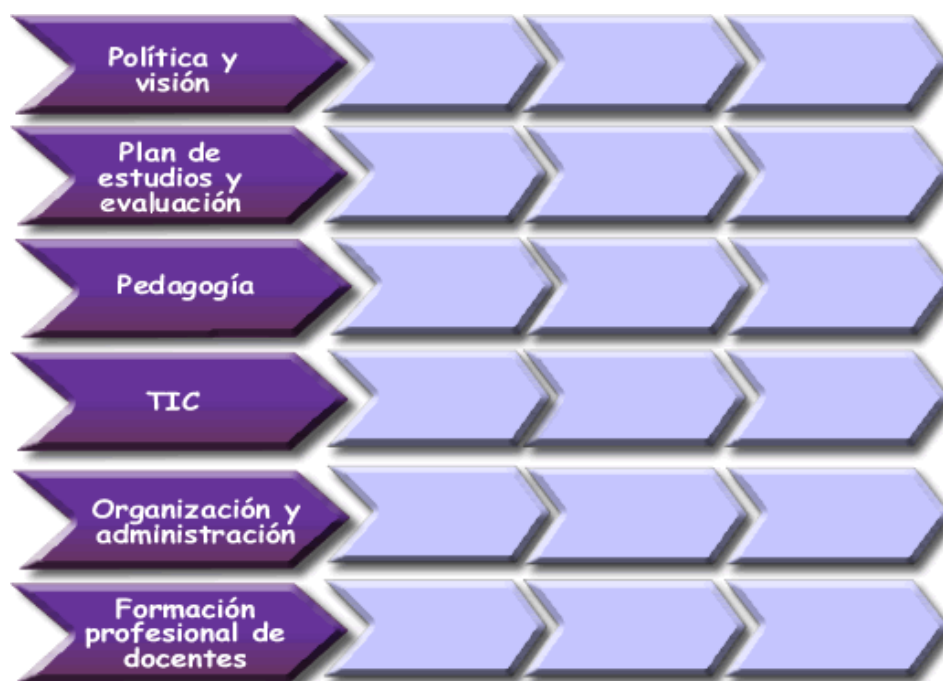 Política y
visión
Plan de
estudios y
evaluación
Pedagogía
TIC
Organización y
administración
Formación
profesional de
docentes